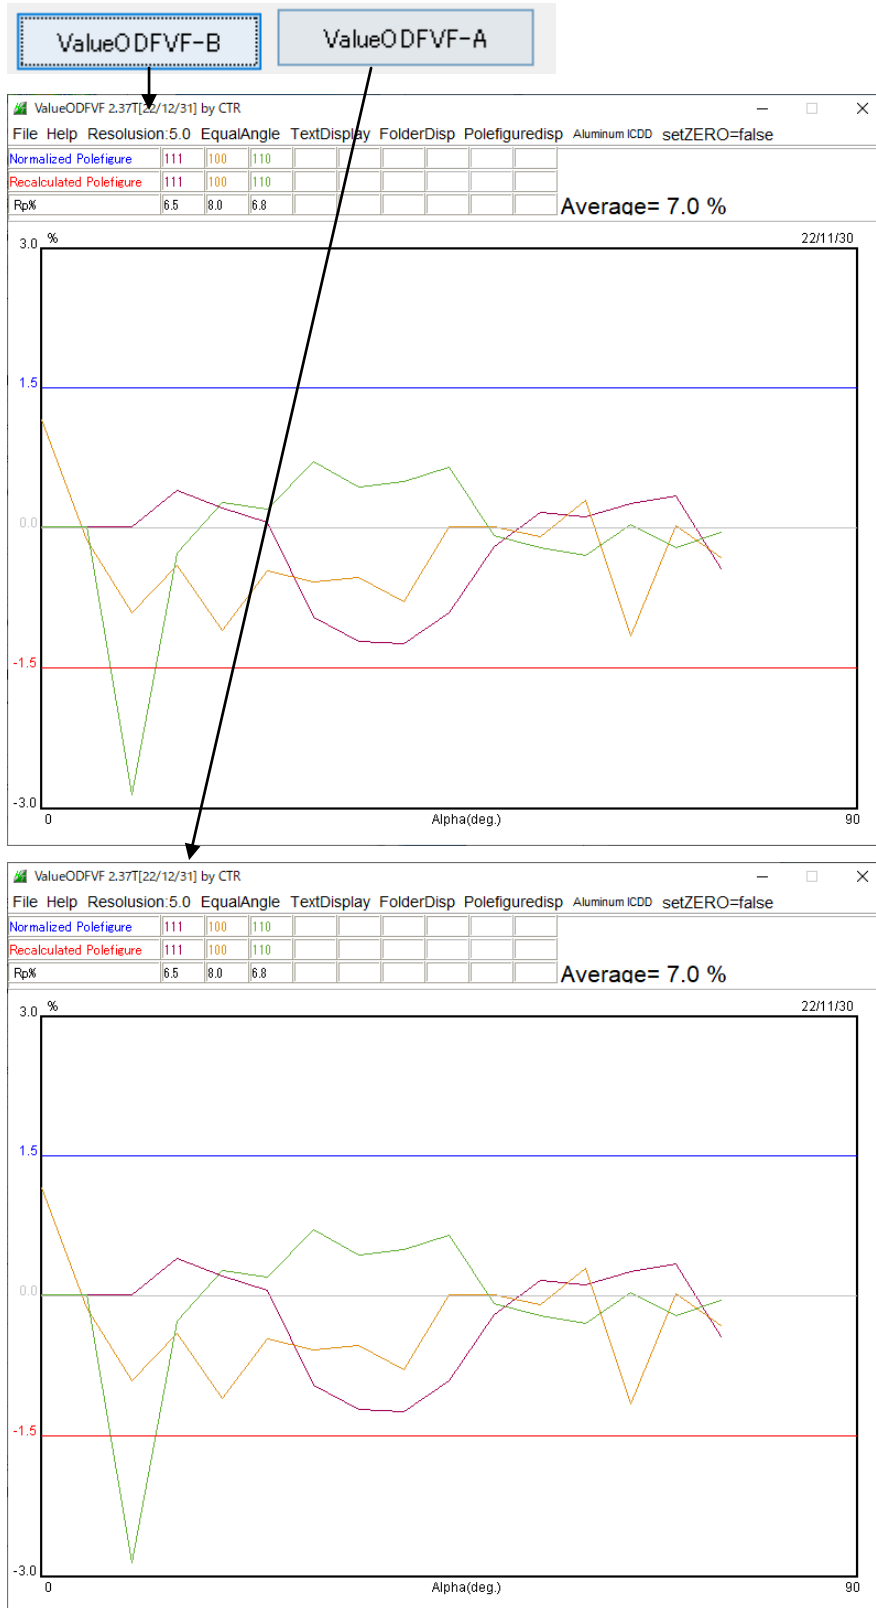 ValueODFVF-B ValueODFVF-A
ValueODFVF 2.37T[22/12/31] by CTR
File Help Resolusion:5.0 EqualAngle TextDisplay FolderDisp Polefiguredisp Aluminum ICDD setZERO=false
Normalized Polefigure 111 100 110
Recalculated Polefigure 111 100 110
Rp% 6.5 8.0 6.8 Average= 7.0 %
3.0 % 22/11/30
1.5
0.0
-1.5
-3.0
0 Alpha(deg.) 90
ValueODFVF 2.37T[22/12/31] by CTR
File Help Resolusion:5.0 EqualAngle TextDisplay FolderDisp Polefiguredisp Aluminum ICDD setZERO=false
Normalized Polefigure 111 100 110
Recalculated Polefigure 111 100 110
Rp% 6.5 8.0 6.8 Average= 7.0 %
3.0 % 22/11/30
1.5
0.0
-1.5
-3.0
0 Alpha(deg.) 90